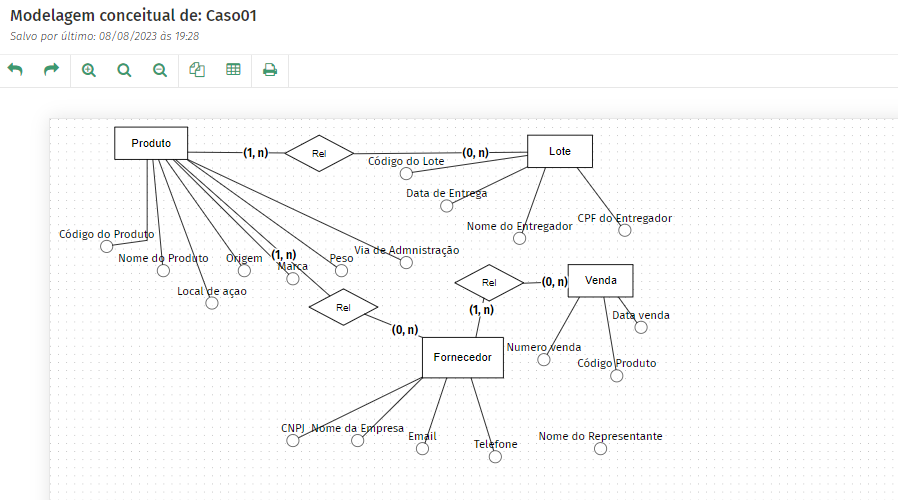 Modelagem conceitual de: Caso01
Salvo por último: 08/08/2023 às 19:28
Produto
(1, n)
Rel
(0, n)
Lote
Código do Lote
Data de Entrega
Nome do Entregador
CPF do Entregador
Código do Produto
Nome do Produto
Origem
(1, n)
Marca
Peso
Via de Admnistração
Local de açao
Rel
(0, n)
Rel
(0, n)
Venda
(1, n)
Data venda
Numero venda
Código Produto
Fornecedor
CNPJ
Nome da Empresa
Email
Telefone
Nome do Representante